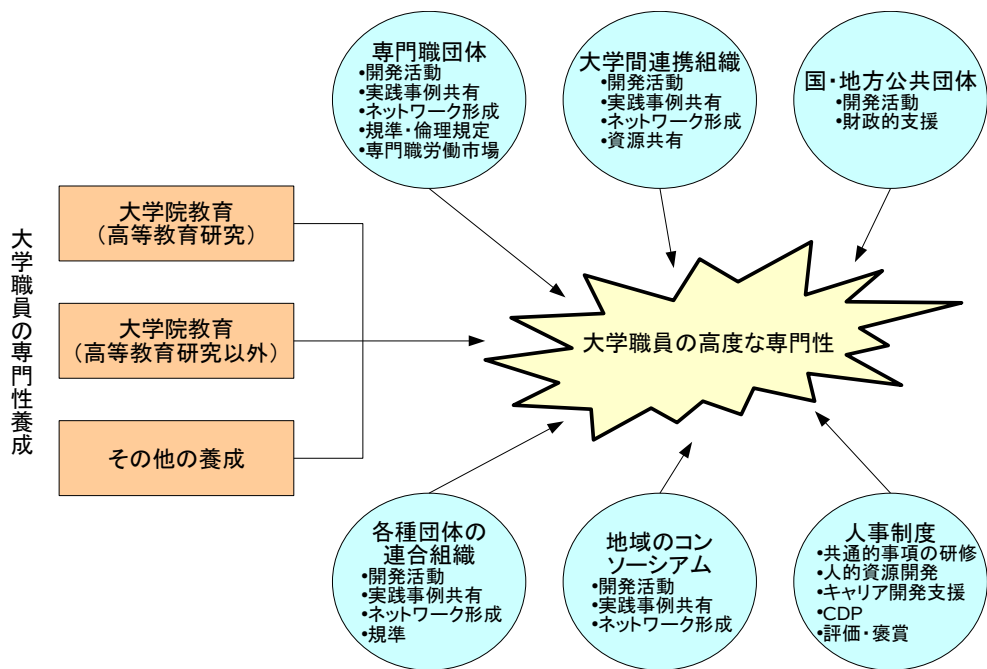 専門職団体
•開発活動
•実践事例共有
•ネットワーク形成
•規準・倫理規定
•専門職労働市場
大学間連携組織
•開発活動
•実践事例共有
•ネットワーク形成
•資源共有
国・地方公共団体
•開発活動
•財政的支援
大学職員の専門性養成
大学院教育
（高等教育研究）
大学院教育
（高等教育研究以外）
その他の養成
大学職員の高度な専門性
各種団体の
連合組織
•開発活動
•実践事例共有
•ネットワーク形成
•規準
地域のコン
ソーシアム
•開発活動
•実践事例共有
•ネットワーク形成
人事制度
•共通的事項の研修
•人的資源開発
•キャリア開発支援
•CDP
•評価・褒賞